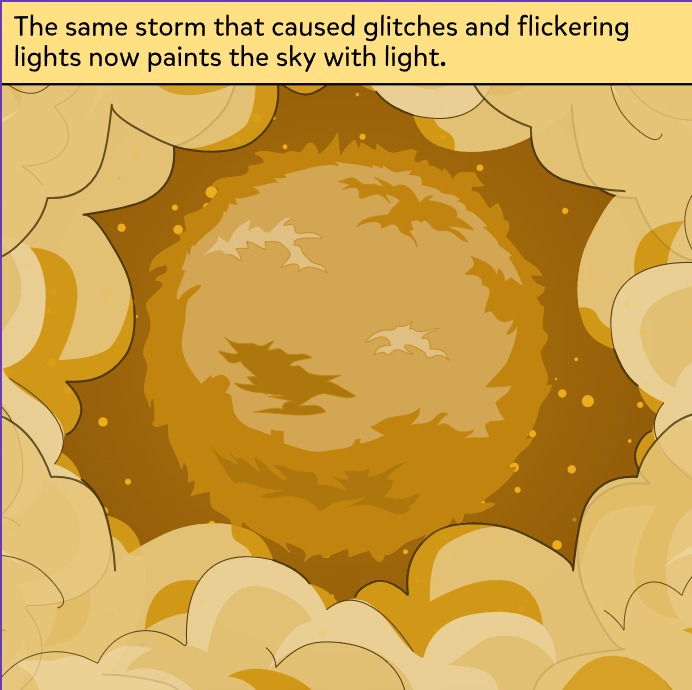 The same storm that caused glitches and flickering
lights now paints the sky with light.